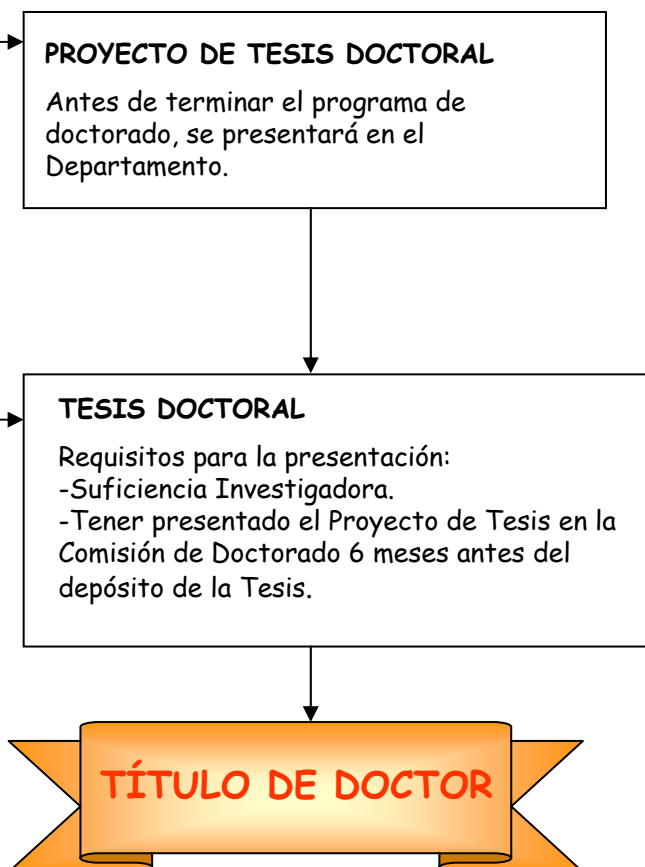 PROYECTO DE TESIS DOCTORAL
Antes de terminar el programa de
doctorado, se presentará en el
Departamento.
TESIS DOCTORAL
Requisitos para la presentación:
-Suficiencia Investigadora.
-Tener presentado el Proyecto de Tesis en la
Comisión de Doctorado 6 meses antes del
depósito de la Tesis.
TÍTULO DE DOCTOR